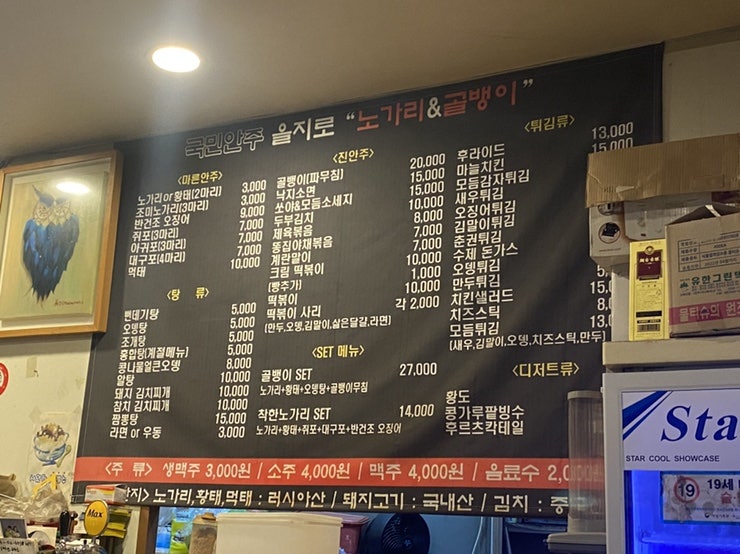 국민안주 을지로 "노가리&골뱅이"
<마른안주>
노가리 or 황태(2마리) 3,000
조미노가리(3마리) 3,000
반건조 오징어 9,000
쥐포(3마리) 7,000
아귀포(3마리) 7,000
대구포(4마리) 7,000
먹태 10,000
<탕 류>
뻔데기탕 5,000
오뎅탕 5,000
조개탕 5,000
홍합탕(계절메뉴) 5,000
콩나물얼큰오뎅 8,000
알탕 10,000
돼지 김치찌개 10,000
참치 김치찌개 10,000
짬뽕탕 15,000
라면 or 우동 3,000
<진안주>
골뱅이(파무침) 20,000
낙지소면 15,000
쏘야&모듬소세지 15,000
두부김치 10,000
제육볶음 8,000
똥집야채볶음 7,000
계란말이 7,000
크림 떡볶이 10,000
(빵추가) 1,000
떡볶이 10,000
떡볶이 사리 각 2,000
(만두,오뎅,김말이,삶은달걀,라면)
<SET 메뉴>
골뱅이 SET 27,000
노가리+황태+오뎅탕+골뱅이무침
착한노가리 SET 14,000
노가리+황태+쥐포+대구포+반건조 오징어
<튀김류>
후라이드 13,000
마늘치킨 15,000
모듬감자튀김
새우튀김
오징어튀김
김말이튀김
춘권튀김
수제 돈가스
오뎅튀김
만두튀김
치킨샐러드
치즈스틱
모듬튀김
(새우,김말이,오뎅,치즈스틱,만두)
<디저트류>
황도
콩가루팥빙수
후르츠칵테일
<주 류> 생맥주 3,000원 / 소주 4,000원 / 맥주 4,000원 / 음료수
노가리,황태,먹태 : 러시아산 / 돼지고기 : 국내산 / 김치 :
Max
유한그린텍
물티슈의 원
Sta
STAR COOL SHOWCASE
19
19세